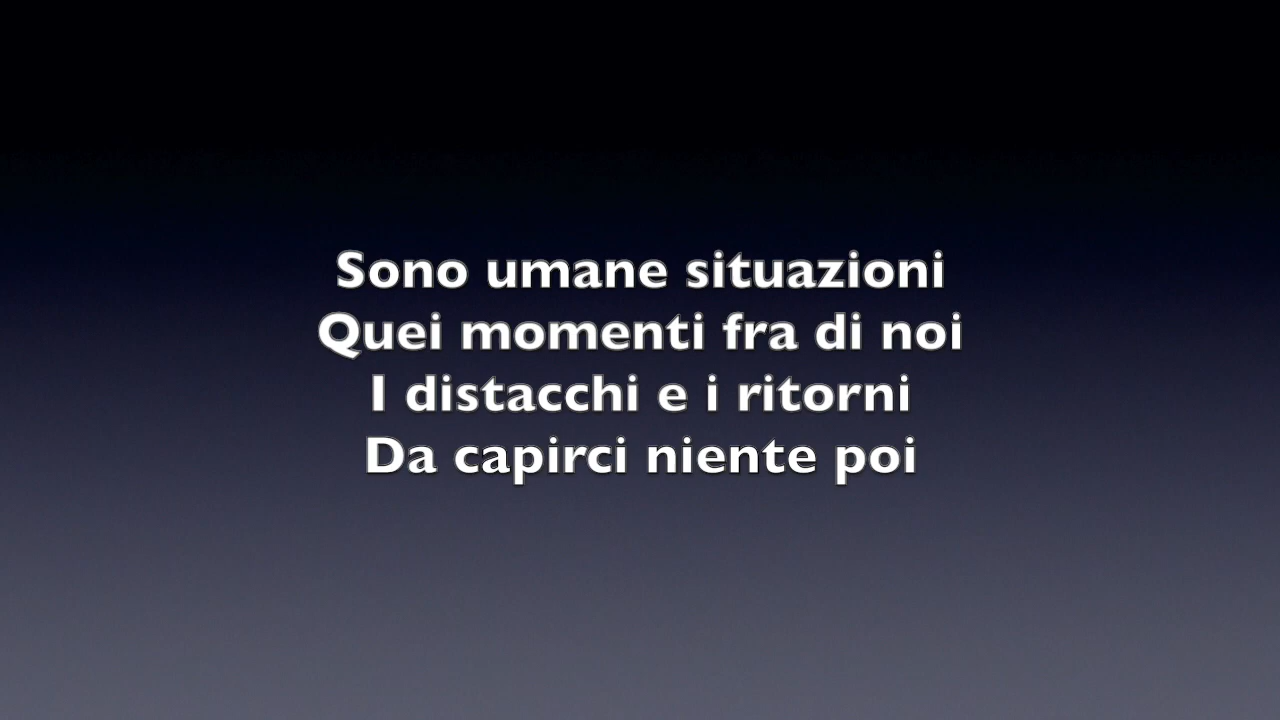 Sono umane situazioni
Quei momenti fra di noi
I distacchi e i ritorni
Da capirci niente poi